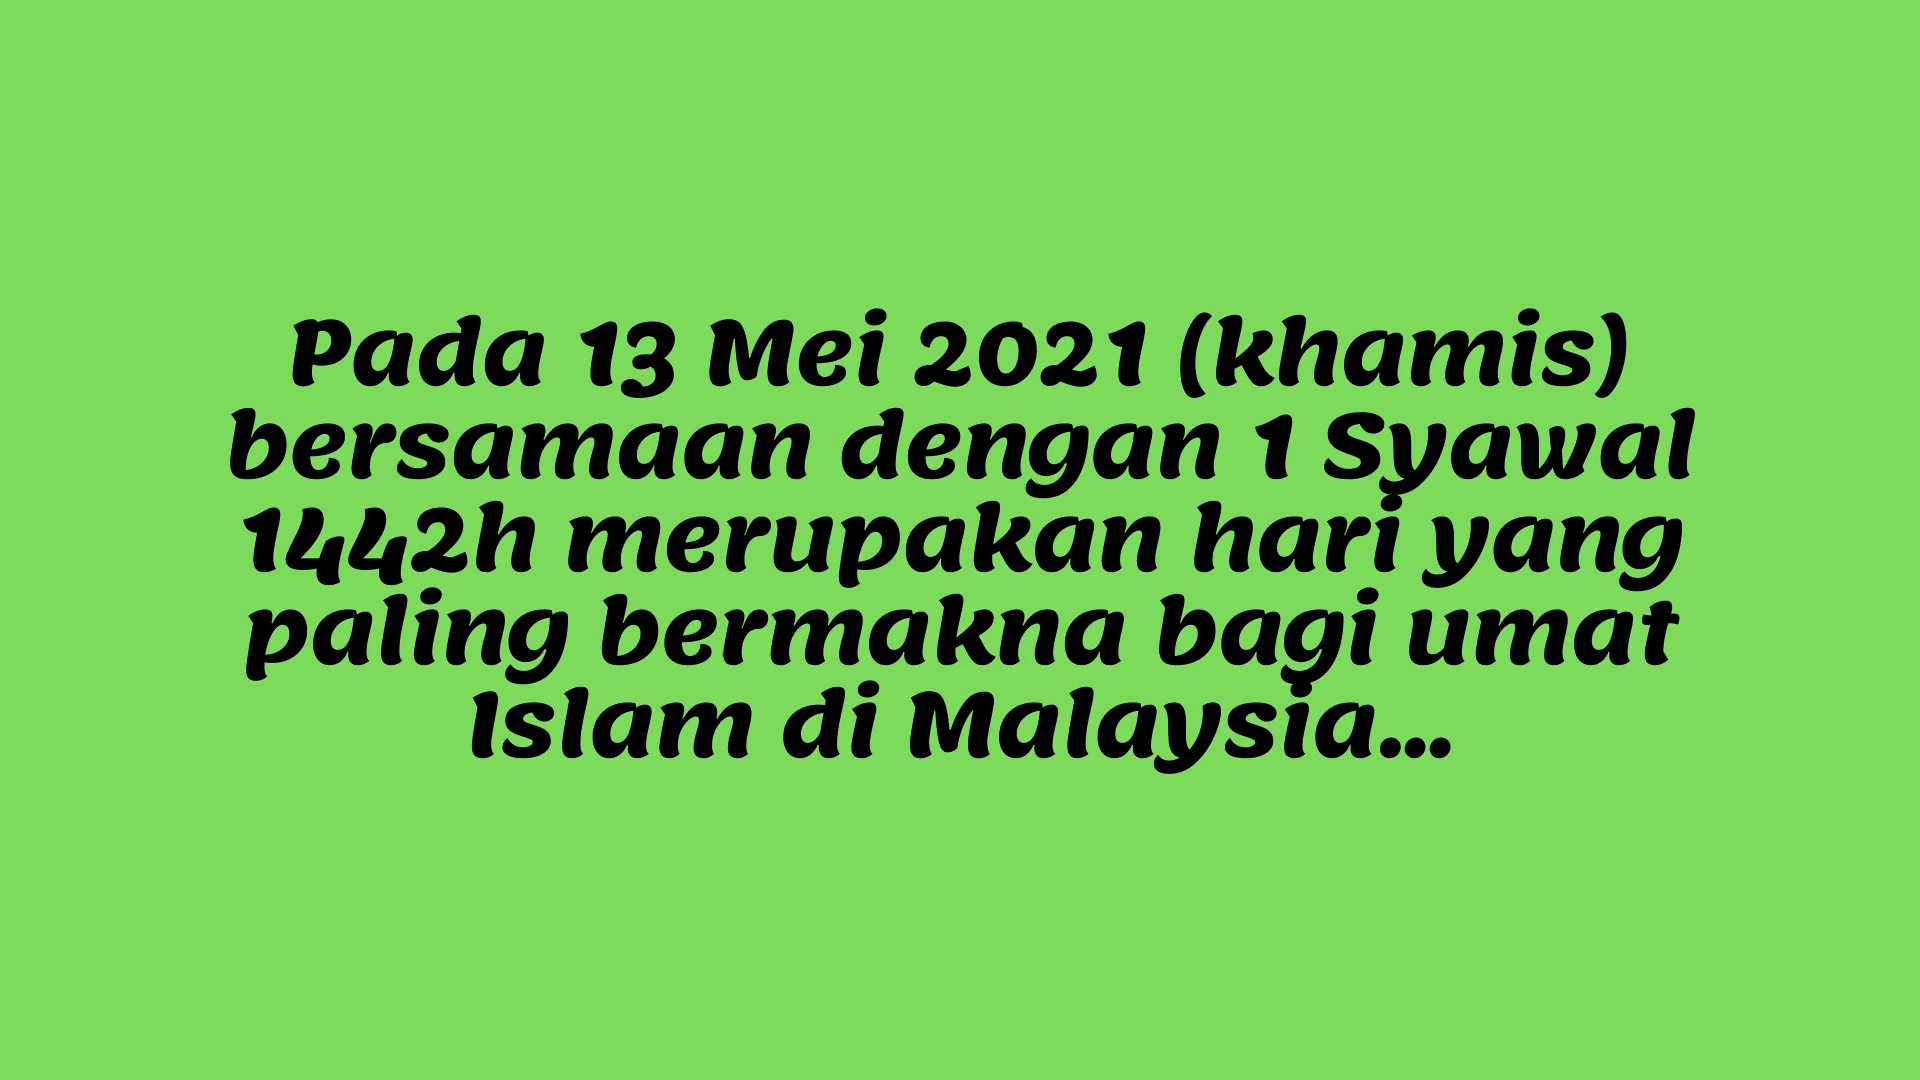 Pada 13 Mei 2021 (khamis)
bersamaan dengan 1 Syawal
1442h merupakan hari yang
paling bermakna bagi umat
Islam di Malaysia...